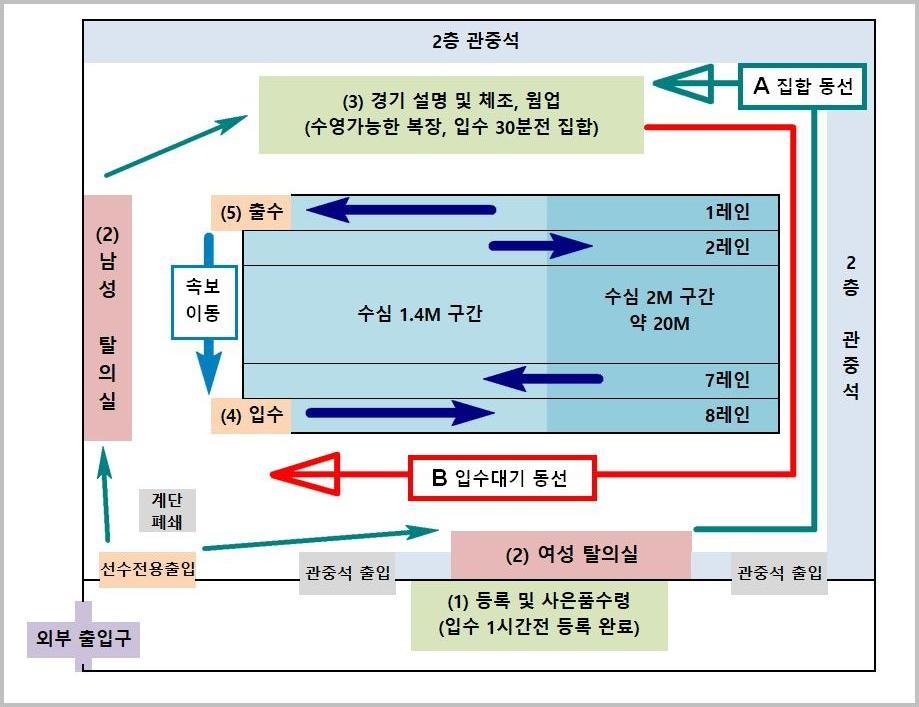 2층 관중석
A 집합 동선
(3) 경기 설명 및 체조, 웜업
(수영가능한 복장, 입수 30분전 집합)
(2)
남
성
탈
의
실
(5) 출수
1레인
2레인
속보
이동
수심 1.4M 구간
수심 2M 구간
약 20M
7레인
(4) 입수
8레인
2
층
관
중
석
B 입수대기 동선
계단
폐쇄
선수전용출입
관중석 출입
(2) 여성 탈의실
관중석 출입
(1) 등록 및 사은품수령
(입수 1시간전 등록 완료)
외부 출입구